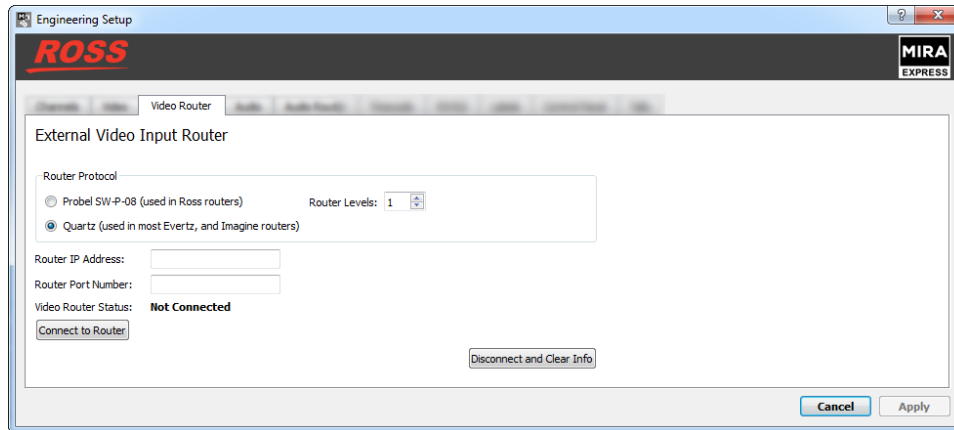 Engineering Setup
ROSS
MIRA
EXPRESS
Video Router
External Video Input Router
Router Protocol
Probel SW-P-08 (used in Ross routers) Router Levels: 1
Quartz (used in most Evertz, and Imagine routers)
Router IP Address:
Router Port Number:
Video Router Status: Not Connected
Connect to Router
Disconnect and Clear Info
Cancel Apply